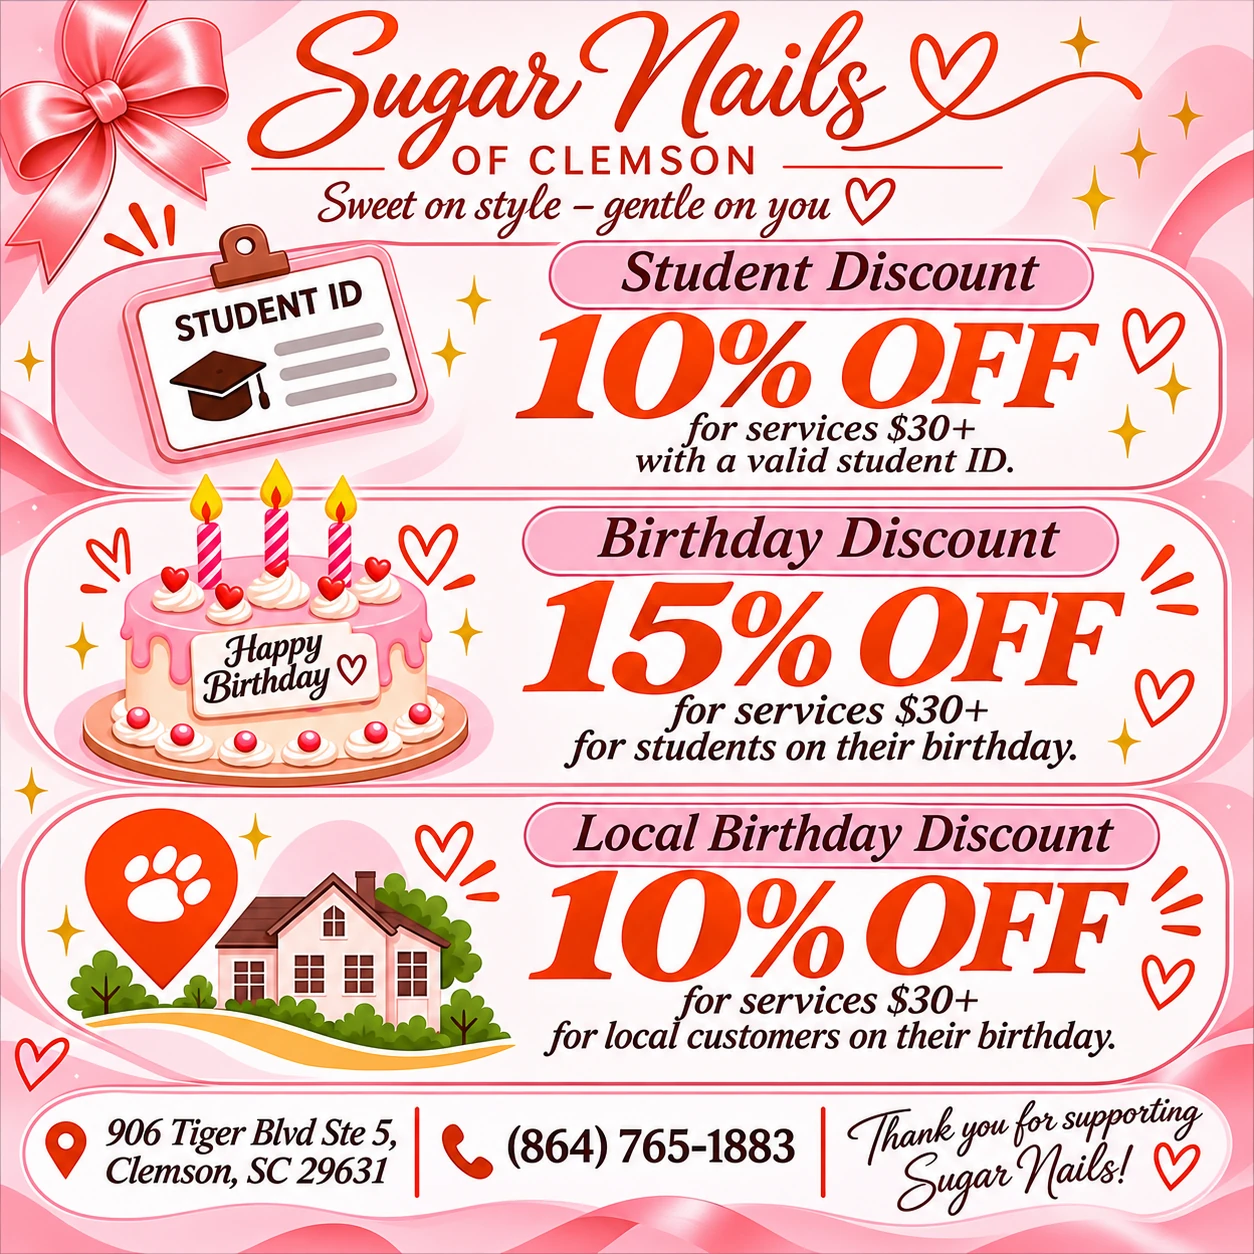 Sugar Nails
OF CLEMSON
Sweet on style – gentle on you
STUDENT ID
Student Discount
10% OFF
for services $30+
with a valid student ID.
Happy
Birthday
Birthday Discount
15% OFF
for services $30+
for students on their birthday.
Local Birthday Discount
10% OFF
for services $30+
for local customers on their birthday.
906 Tiger Blvd Ste 5,
Clemson, SC 29631
(864) 765-1883
Thank you for supporting
Sugar Nails!